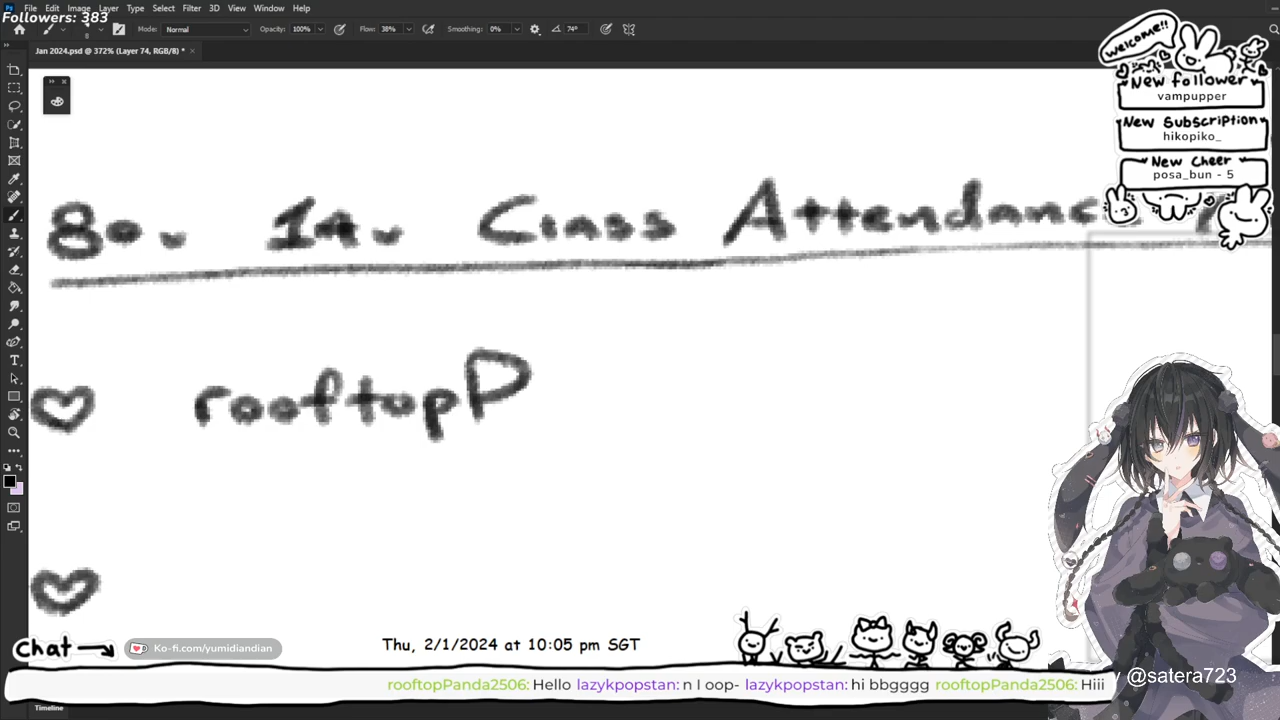 File Edit Image Layer Type Select Filter 3D View Window Help
Followers: 383
Mode: Normal Opacity: 100% Flow: 38% Smoothing: 0% 74°
Jan 2024.psd @ 372% (Layer 74, RGB/8) *
welcome!!
New follower
vampupper
New Subscription
hikopiko_
New Cheer
posa_bun - 5
80. 14. Class Attendanc
rooftopP
Chat → Ko-fi.com/yumidiandian
Thu, 2/1/2024 at 10:05 pm SGT
rooftopPanda2506: Hello lazykpopstan: n I oop- lazykpopstan: hi bbgggg rooftopPanda2506: Hiii
y @satera723
Timeline